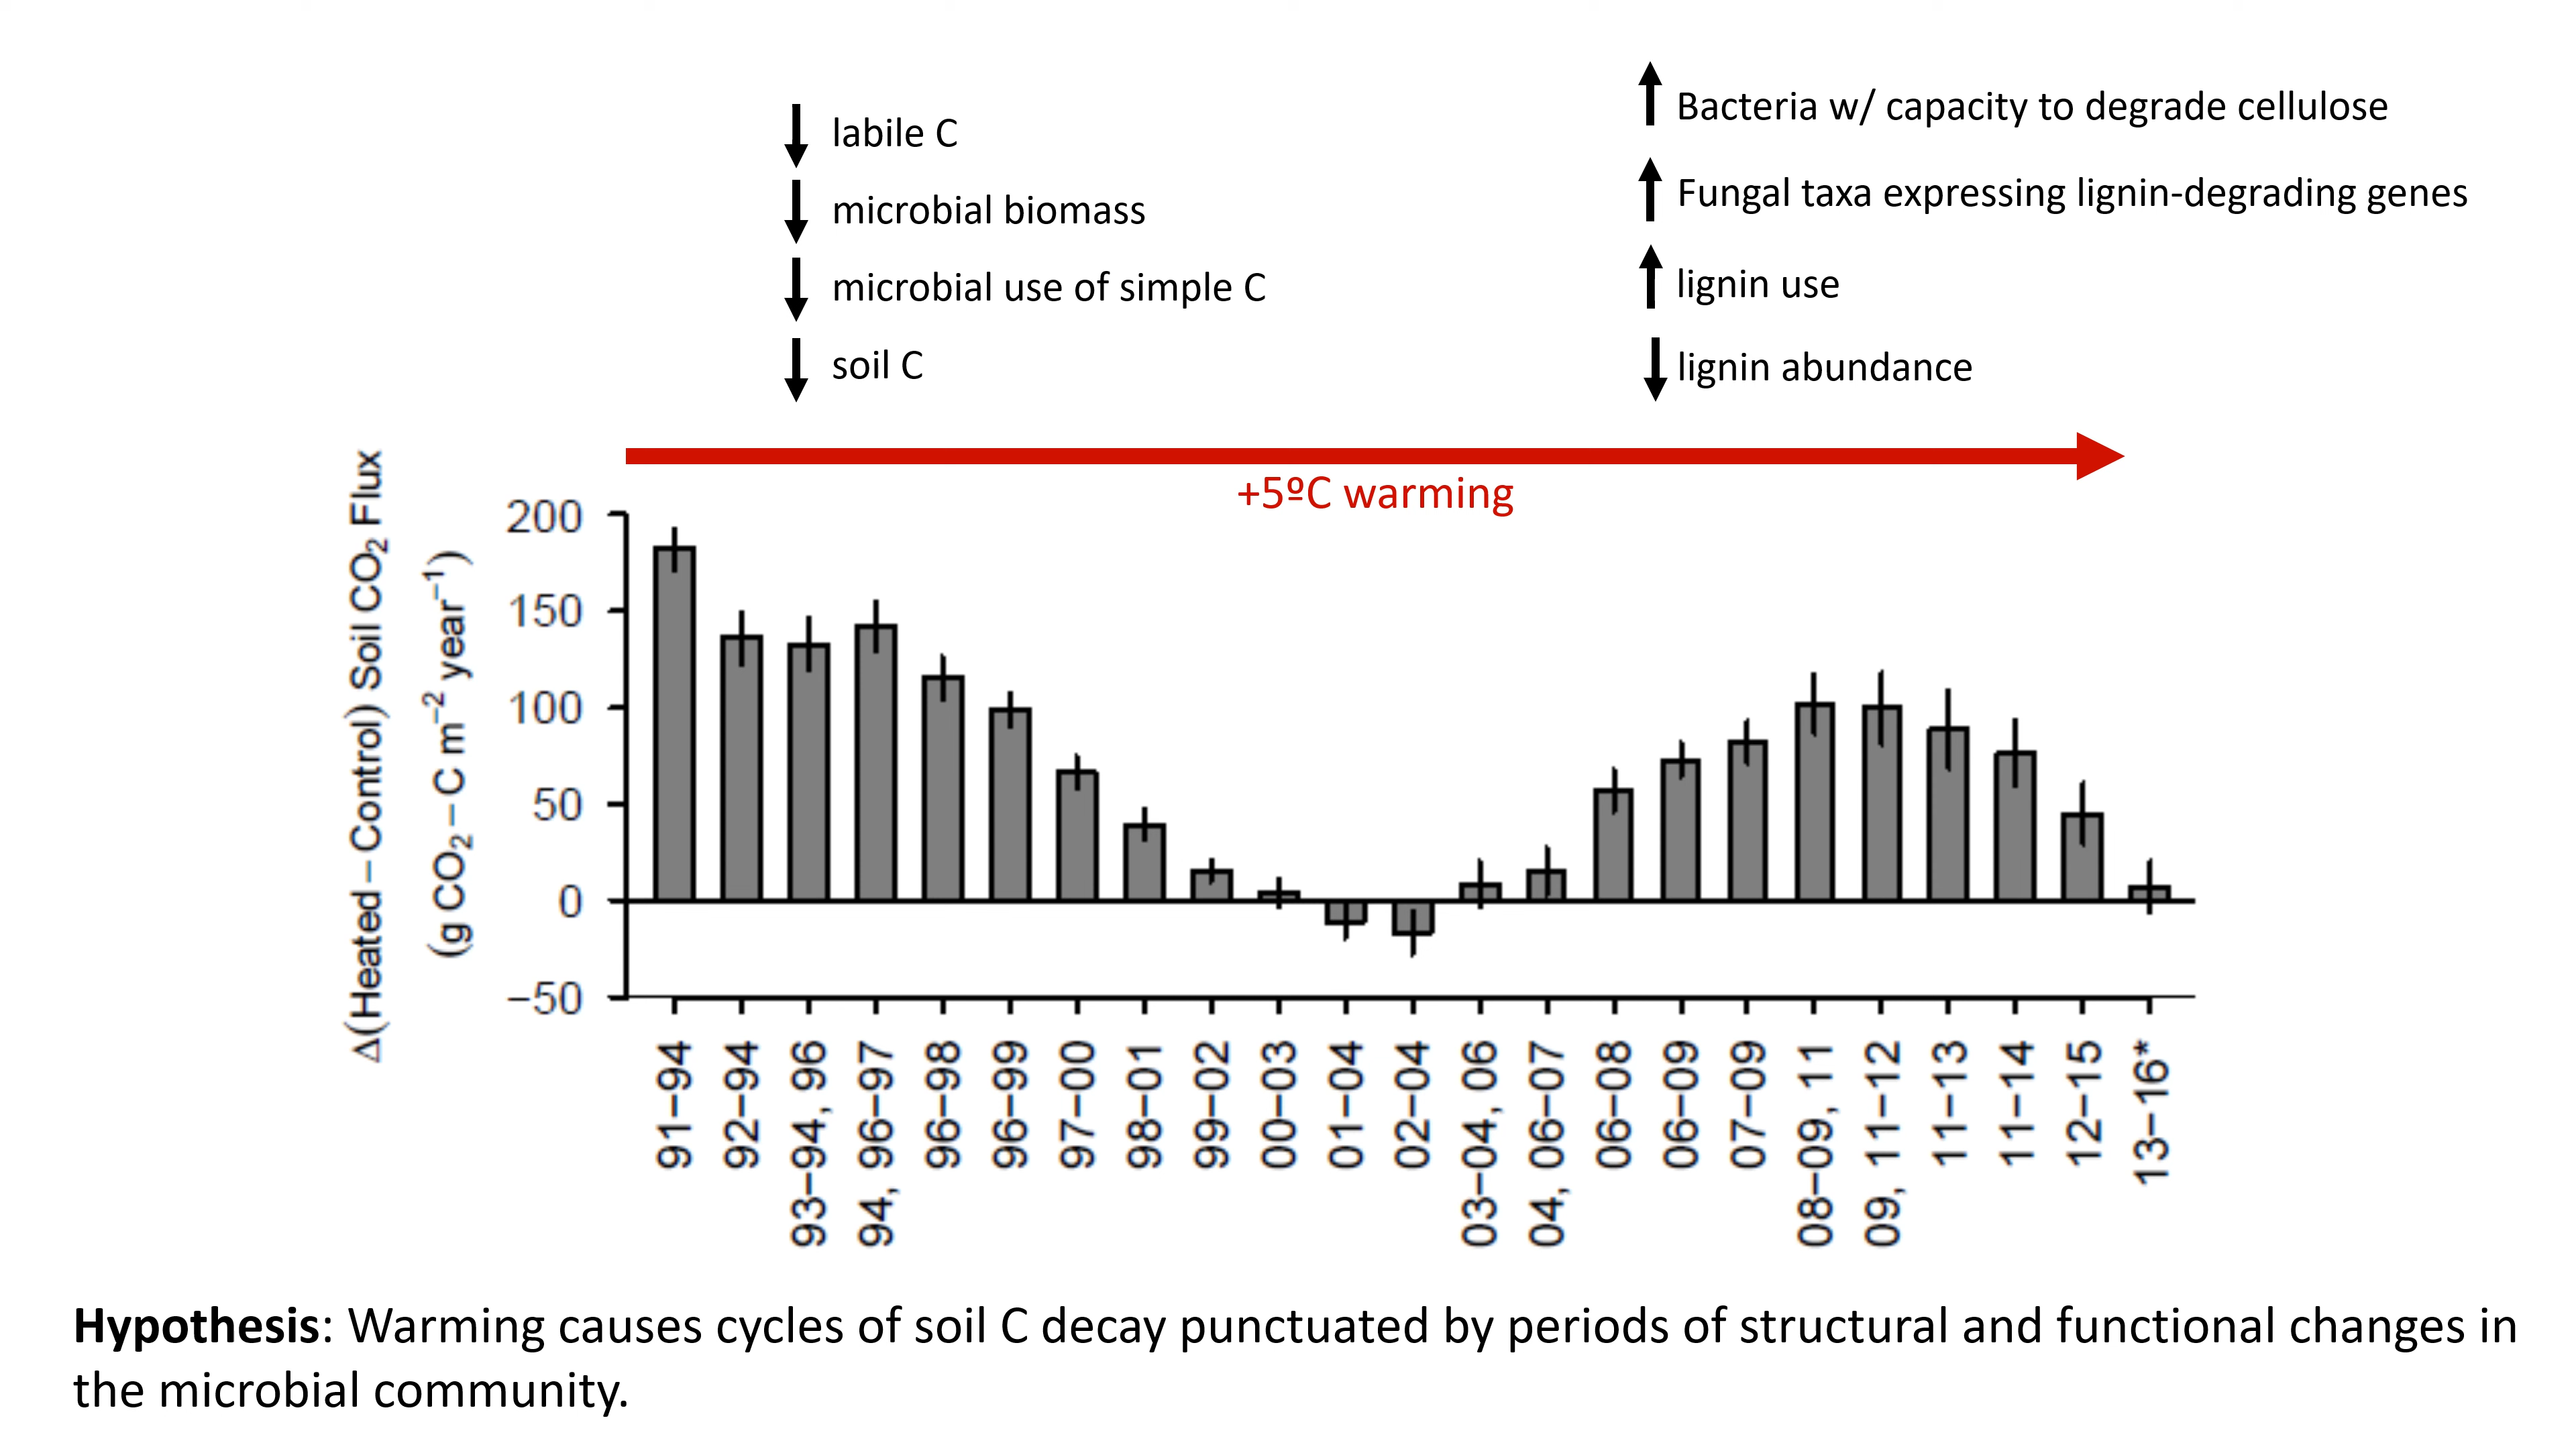 labile C
microbial biomass
microbial use of simple C
soil C
Bacteria w/ capacity to degrade cellulose
Fungal taxa expressing lignin-degrading genes
lignin use
lignin abundance
+5ºC warming
Δ(Heated–Control) Soil CO₂ Flux
(g CO₂–C m⁻² year⁻¹)
200
150
100
50
0
−50
91–94
92–94
93–94, 96
94, 96–97
96–98
96–99
97–00
98–01
99–02
00–03
01–04
02–04
03–04, 06
04, 06–07
06–08
06–09
07–09
08–09, 11
09, 11–12
11–13
11–14
12–15
13–16*
Hypothesis: Warming causes cycles of soil C decay punctuated by periods of structural and functional changes in
the microbial community.